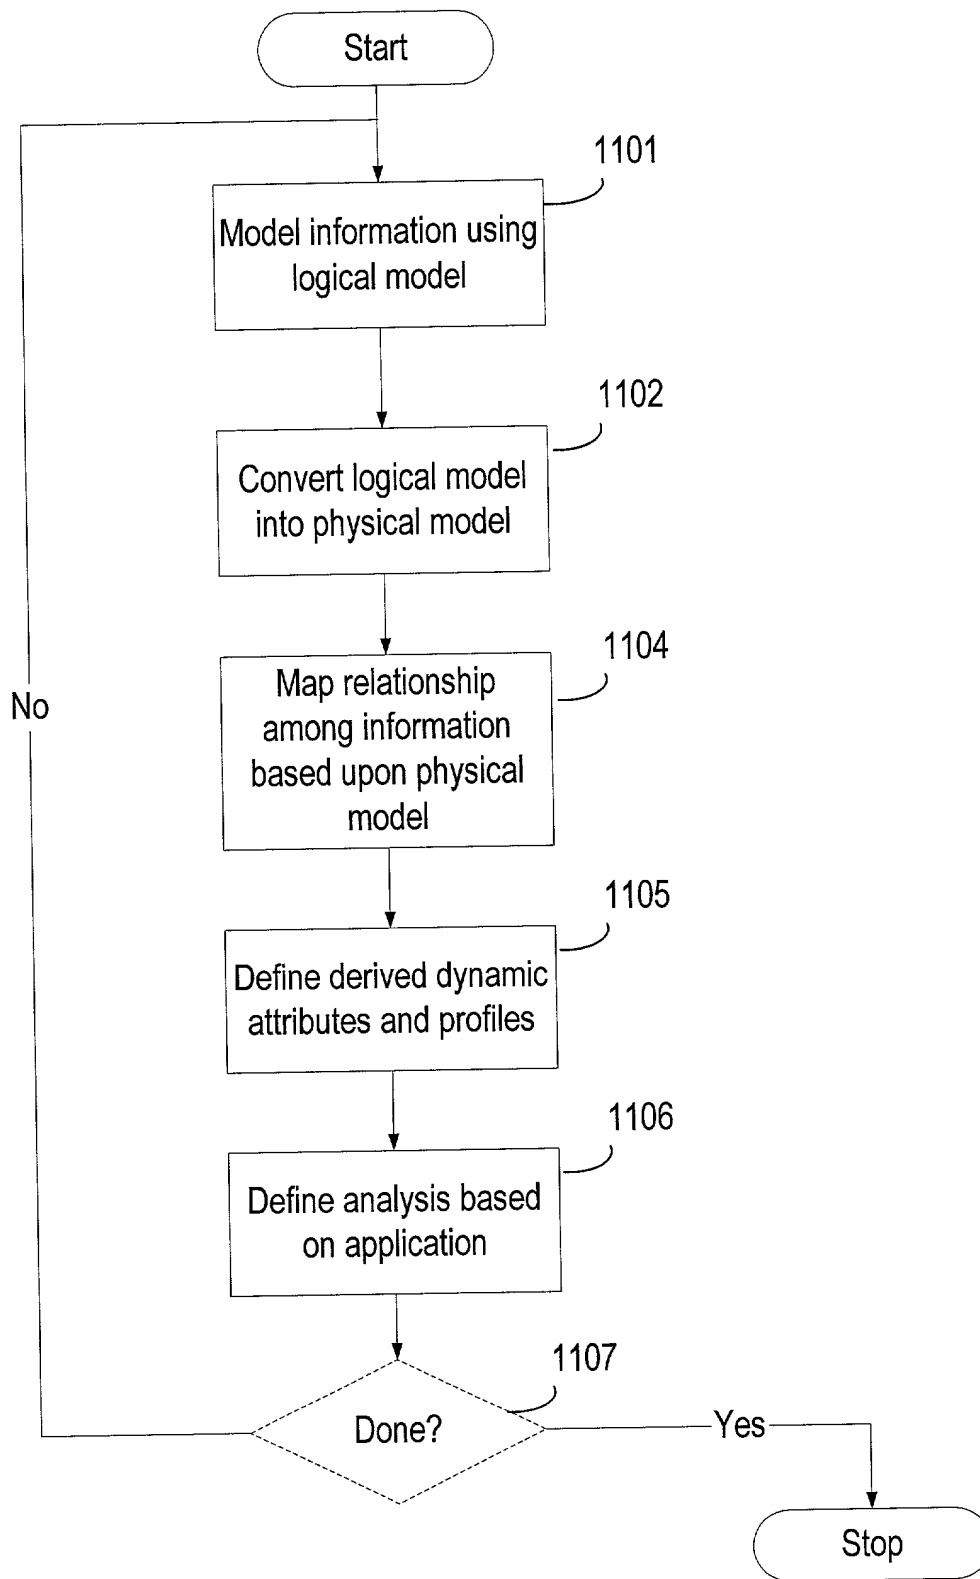 Start
1101
Model information using
logical model
1102
Convert logical model
into physical model
1104
Map relationship
among information
based upon physical
model
No
1105
Define derived dynamic
attributes and profiles
1106
Define analysis based
on application
1107
Done?
Yes
Stop